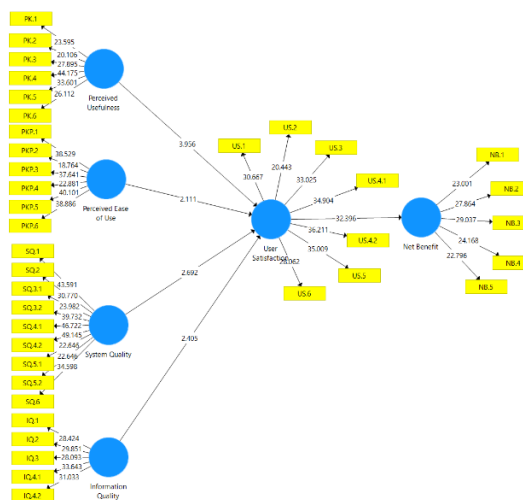 PK.1
PK.2
PK.3
PK.4
PK.5
PK.6
23.595
20.106
27.895
44.175
33.601
26.112
Perceived
Usefulness
PKP.1
PKP.2
PKP.3
PKP.4
PKP.5
PKP.6
38.529
18.764
37.641
22.881
40.101
38.886
Perceived Ease
of Use
SQ.1
SQ.2
SQ.3.1
SQ.3.2
SQ.4.1
SQ.4.2
SQ.5.1
SQ.5.2
SQ.6
43.591
30.770
23.982
39.732
46.722
49.145
22.646
22.646
34.598
System Quality
IQ.1
IQ.2
IQ.3
IQ.4.1
IQ.4.2
28.424
29.851
28.093
33.643
31.033
Information
Quality
3.956
2.111
2.692
2.405
US.1
US.2
US.3
US.4.1
US.4.2
US.5
US.6
30.667
20.443
33.025
34.904
36.211
35.009
User
Satisfaction
32.396
NB.1
NB.2
NB.3
NB.4
NB.5
23.001
27.864
29.037
24.168
22.796
Net Benefit